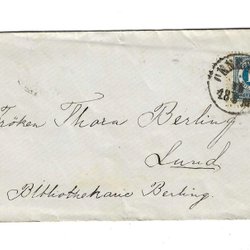 Fröken Thora Berling.
Lund
Bibliothekarie Berling.